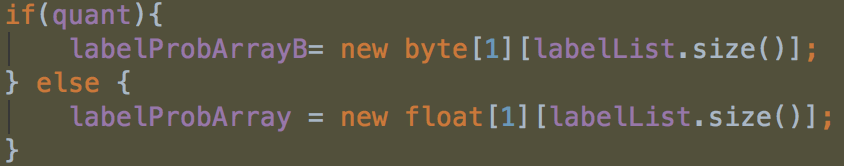 if(quant){
    labelProbArrayB= new byte[1][labelList.size()];
} else {
    labelProbArray = new float[1][labelList.size()];
}